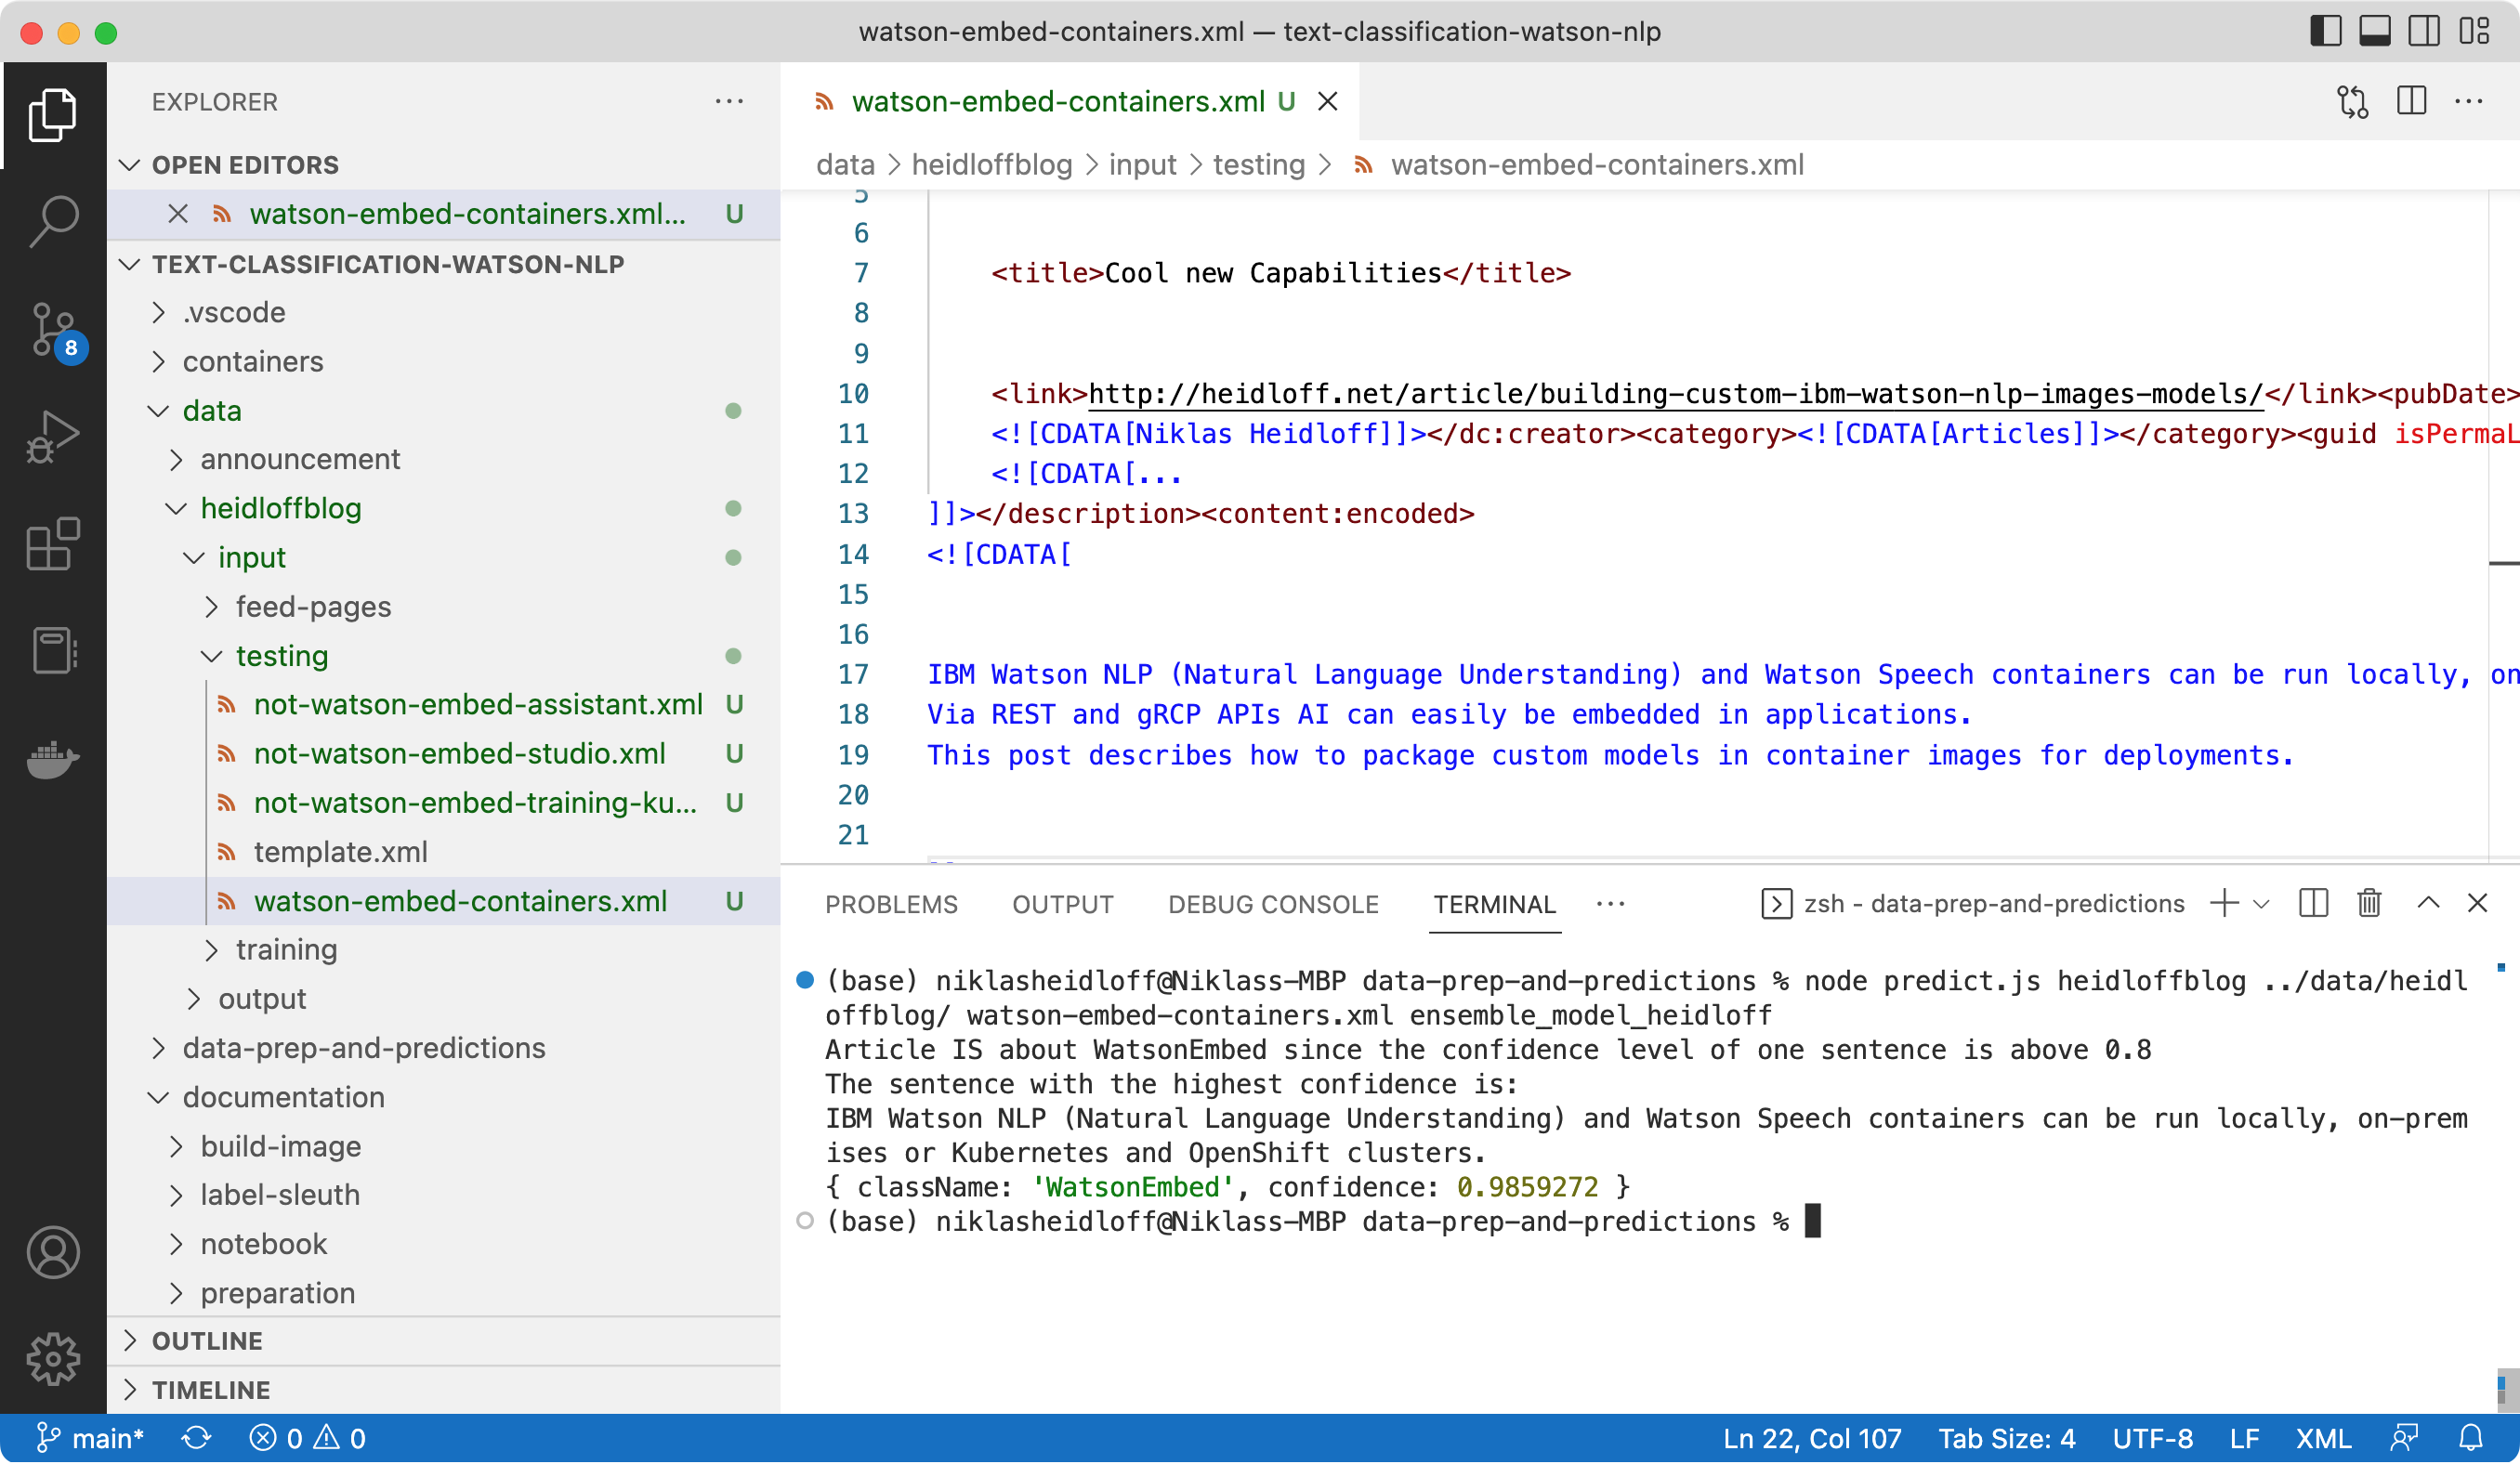 watson-embed-containers.xml — text-classification-watson-nlp
EXPLORER
OPEN EDITORS
watson-embed-containers.xml... U
TEXT-CLASSIFICATION-WATSON-NLP
.vscode
containers
data
announcement
heidloffblog
input
feed-pages
testing
not-watson-embed-assistant.xml U
not-watson-embed-studio.xml U
not-watson-embed-training-ku... U
template.xml
watson-embed-containers.xml U
training
output
data-prep-and-predictions
documentation
build-image
label-sleuth
notebook
preparation
OUTLINE
TIMELINE
8
watson-embed-containers.xml U
data > heidloffblog > input > testing > watson-embed-containers.xml
5
6
7 <title>Cool new Capabilities</title>
8
9
10 <link>http://heidloff.net/article/building-custom-ibm-watson-nlp-images-models/</link><pubDate>
11 <![CDATA[Niklas Heidloff]]></dc:creator><category><![CDATA[Articles]]></category><guid isPermaL
12 <![CDATA[...
13 ]]></description><content:encoded>
14 <![CDATA[
15
16
17 IBM Watson NLP (Natural Language Understanding) and Watson Speech containers can be run locally, on
18 Via REST and gRCP APIs AI can easily be embedded in applications.
19 This post describes how to package custom models in container images for deployments.
20
21
PROBLEMS OUTPUT DEBUG CONSOLE TERMINAL ... zsh - data-prep-and-predictions
(base) niklasheidloff@Niklass-MBP data-prep-and-predictions % node predict.js heidloffblog ../data/heidl
offblog/ watson-embed-containers.xml ensemble_model_heidloff
Article IS about WatsonEmbed since the confidence level of one sentence is above 0.8
The sentence with the highest confidence is:
IBM Watson NLP (Natural Language Understanding) and Watson Speech containers can be run locally, on-prem
ises or Kubernetes and OpenShift clusters.
{ className: 'WatsonEmbed', confidence: 0.9859272 }
(base) niklasheidloff@Niklass-MBP data-prep-and-predictions %
main* 0 0 Ln 22, Col 107 Tab Size: 4 UTF-8 LF XML